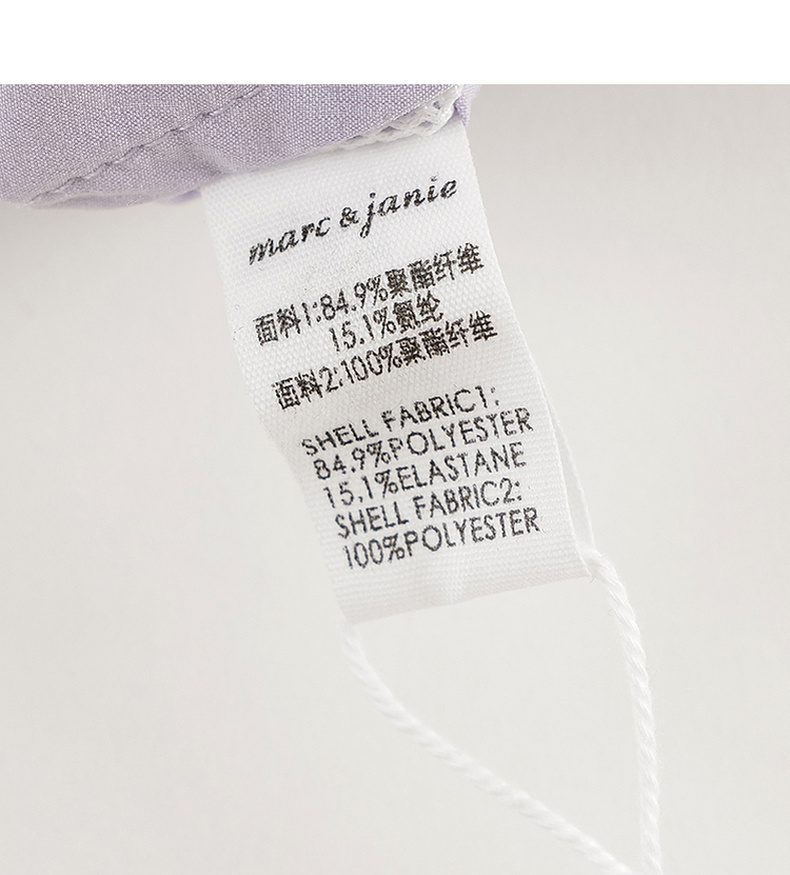 marc & janie
面料1:84.9%聚酯纤维
15.1%氨纶
面料2:100%聚酯纤维
SHELL FABRIC1:
84.9%POLYESTER
15.1%ELASTANE
SHELL FABRIC2:
100%POLYESTER